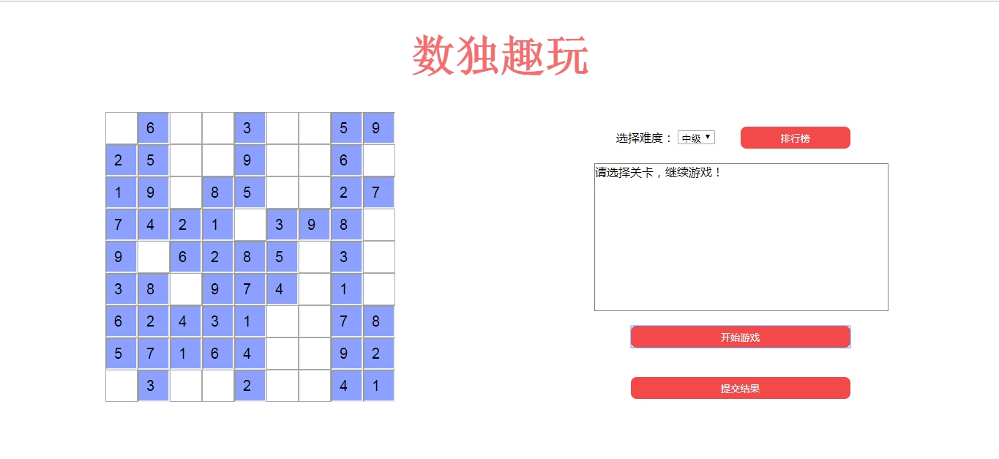 数独趣玩
6 3 5 9
2 5 9 6
1 9 8 5 2 7
7 4 2 1 3 9 8
9 6 2 8 5 3
3 8 9 7 4 1
6 2 4 3 1 7 8
5 7 1 6 4 9 2
3 2 4 1
选择难度： 中级 排行榜
请选择关卡，继续游戏！
开始游戏
提交结果